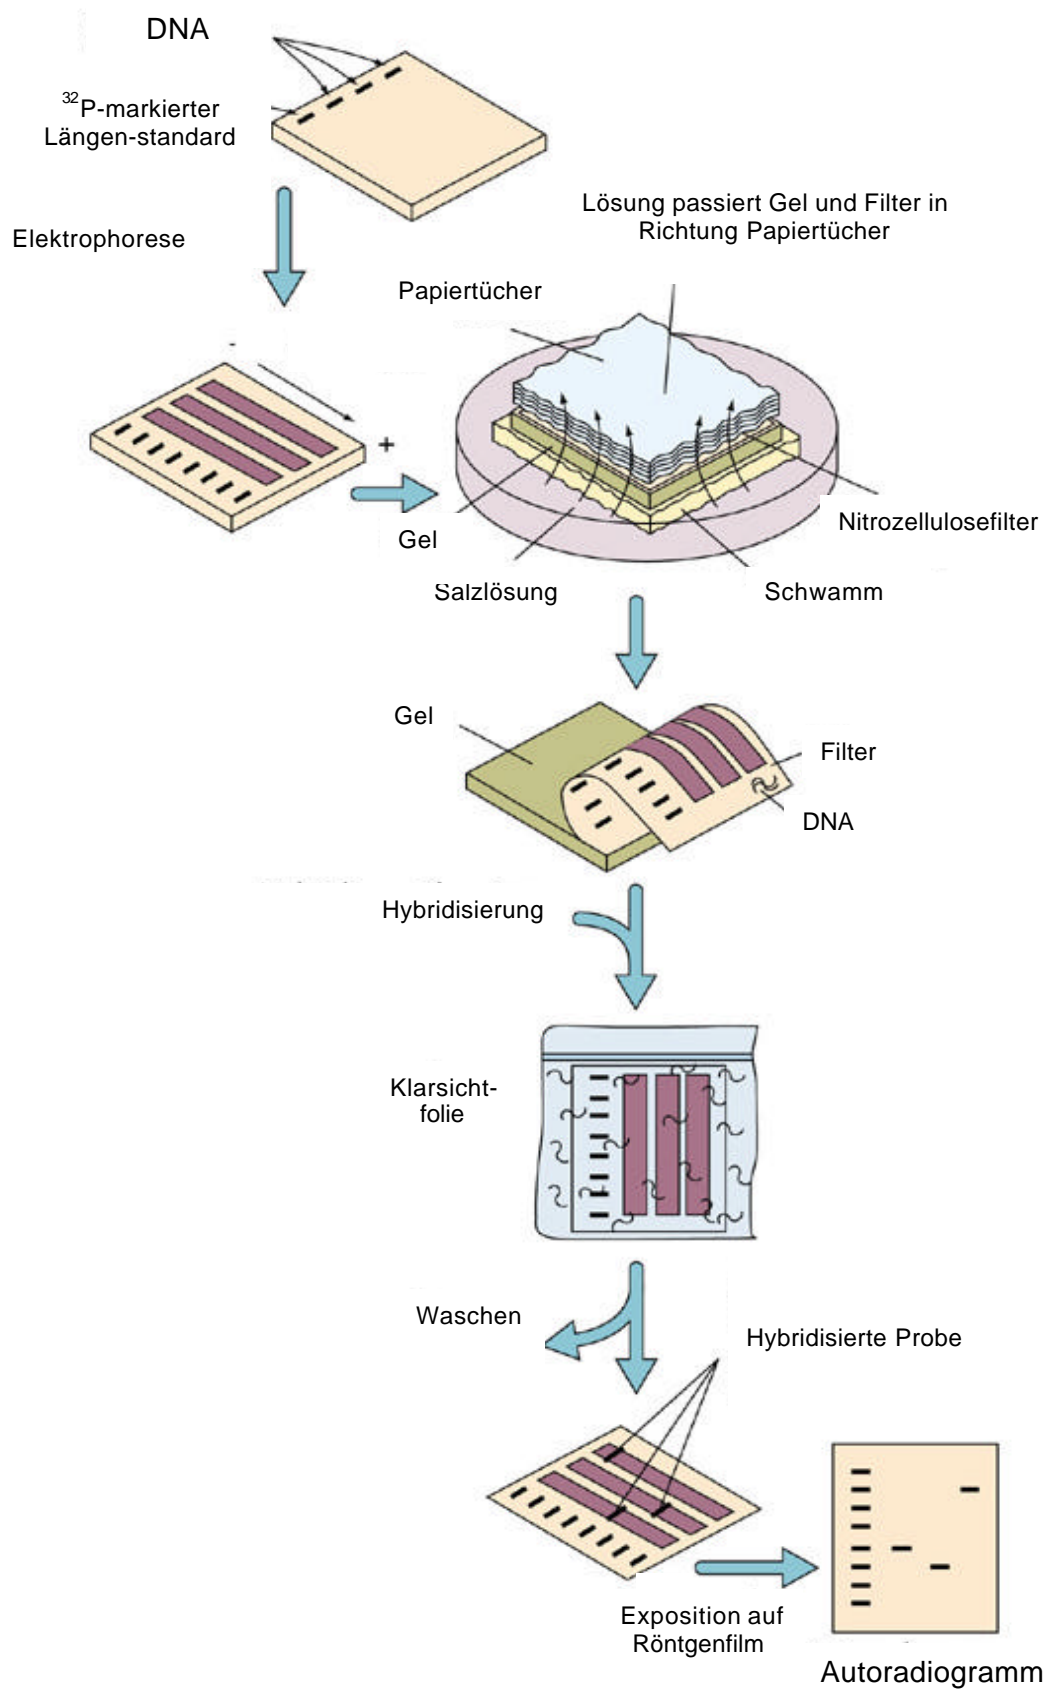 DNA
32P-markierter
Längen-standard
Elektrophorese
Lösung passiert Gel und Filter in
Richtung Papiertücher
Papiertücher
-
+
Gel
Nitrozellulosefilter
Salzlösung
Schwamm
Gel
Filter
DNA
Hybridisierung
Klarsicht-
folie
Waschen
Hybridisierte Probe
Exposition auf
Röntgenfilm
Autoradiogramm